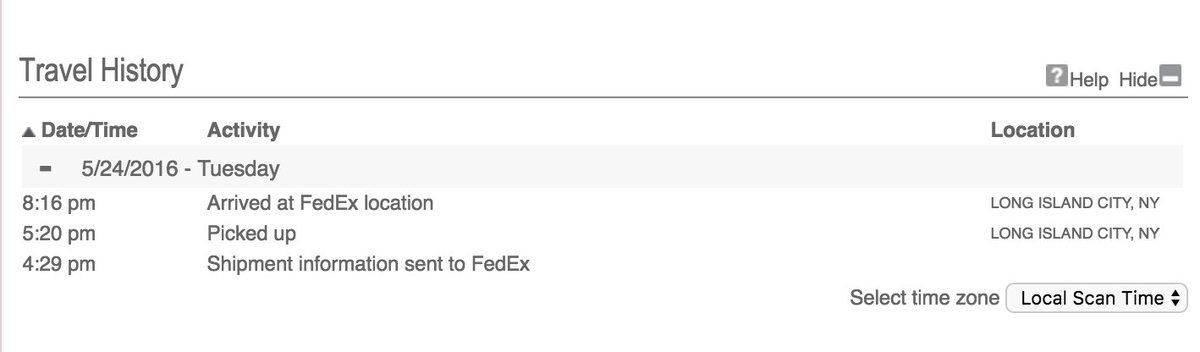 Travel History
? Help Hide
▲ Date/Time Activity Location
- 5/24/2016 - Tuesday
8:16 pm Arrived at FedEx location LONG ISLAND CITY, NY
5:20 pm Picked up LONG ISLAND CITY, NY
4:29 pm Shipment information sent to FedEx
Select time zone Local Scan Time